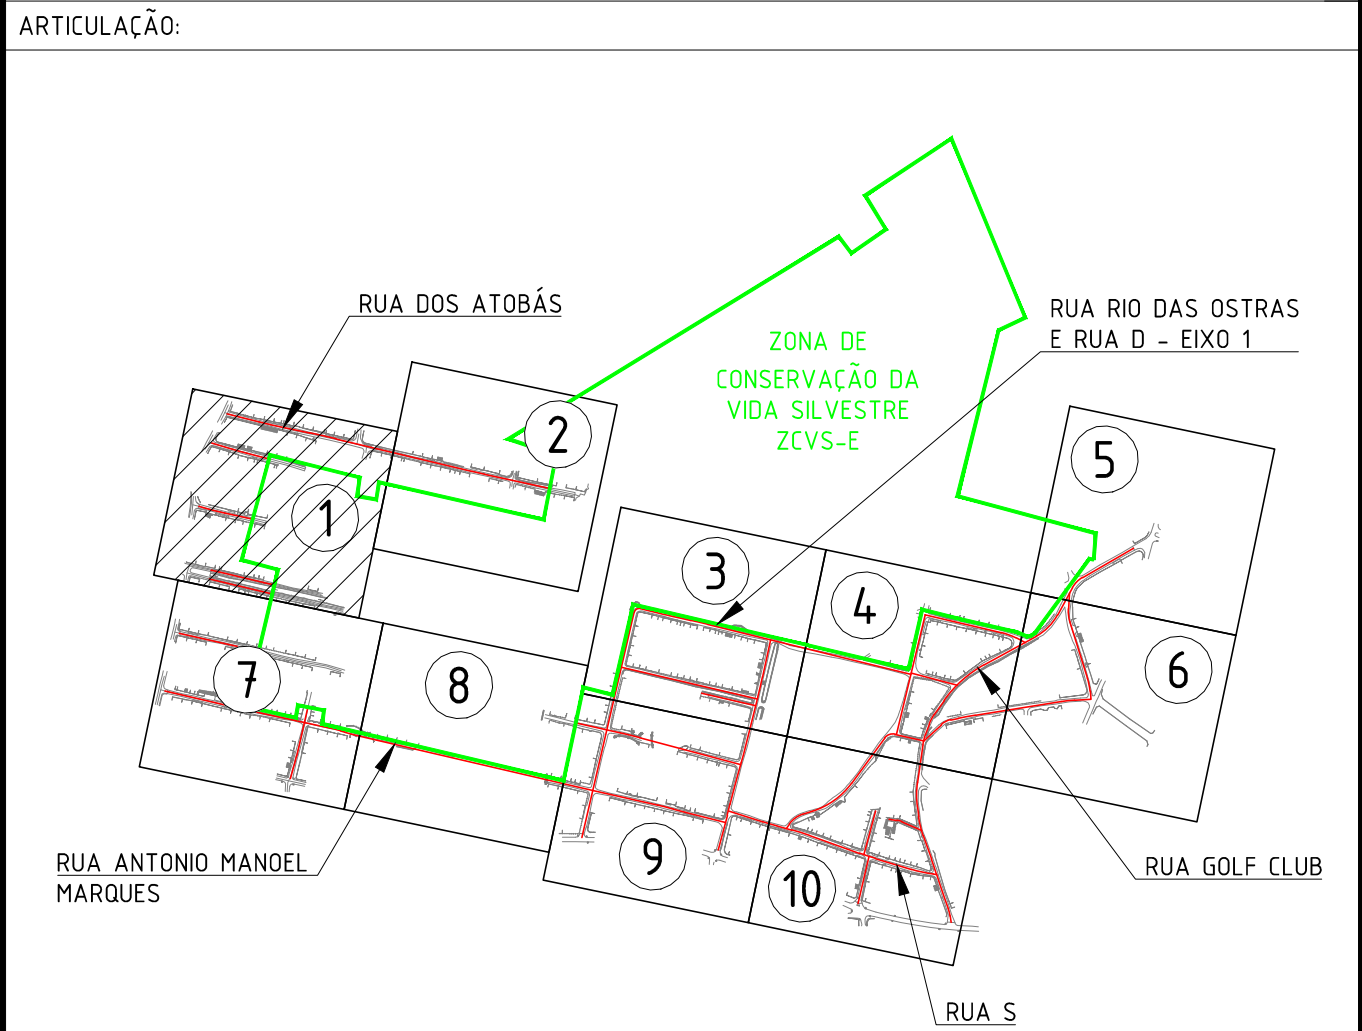 ARTICULAÇÃO:
RUA DOS ATOBÁS
RUA RIO DAS OSTRAS
E RUA D - EIXO 1
ZONA DE
CONSERVAÇÃO DA
VIDA SILVESTRE
ZCVS-E
2
5
1
3
4
6
7
8
9
10
RUA ANTONIO MANOEL
MARQUES
RUA GOLF CLUB
RUA S